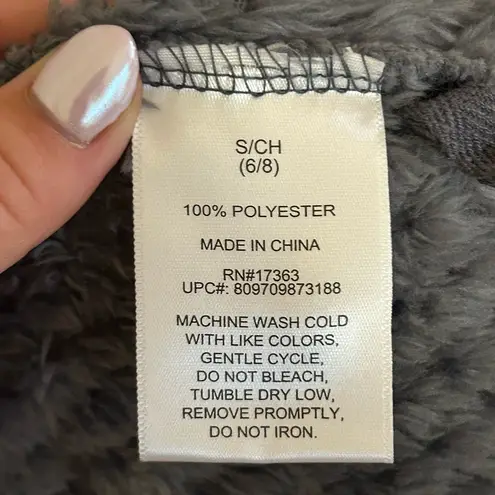 S/CH
(6/8)
100% POLYESTER
MADE IN CHINA
RN#17363
UPC#: 809709873188
MACHINE WASH COLD
WITH LIKE COLORS,
GENTLE CYCLE,
DO NOT BLEACH,
TUMBLE DRY LOW,
REMOVE PROMPTLY,
DO NOT IRON.